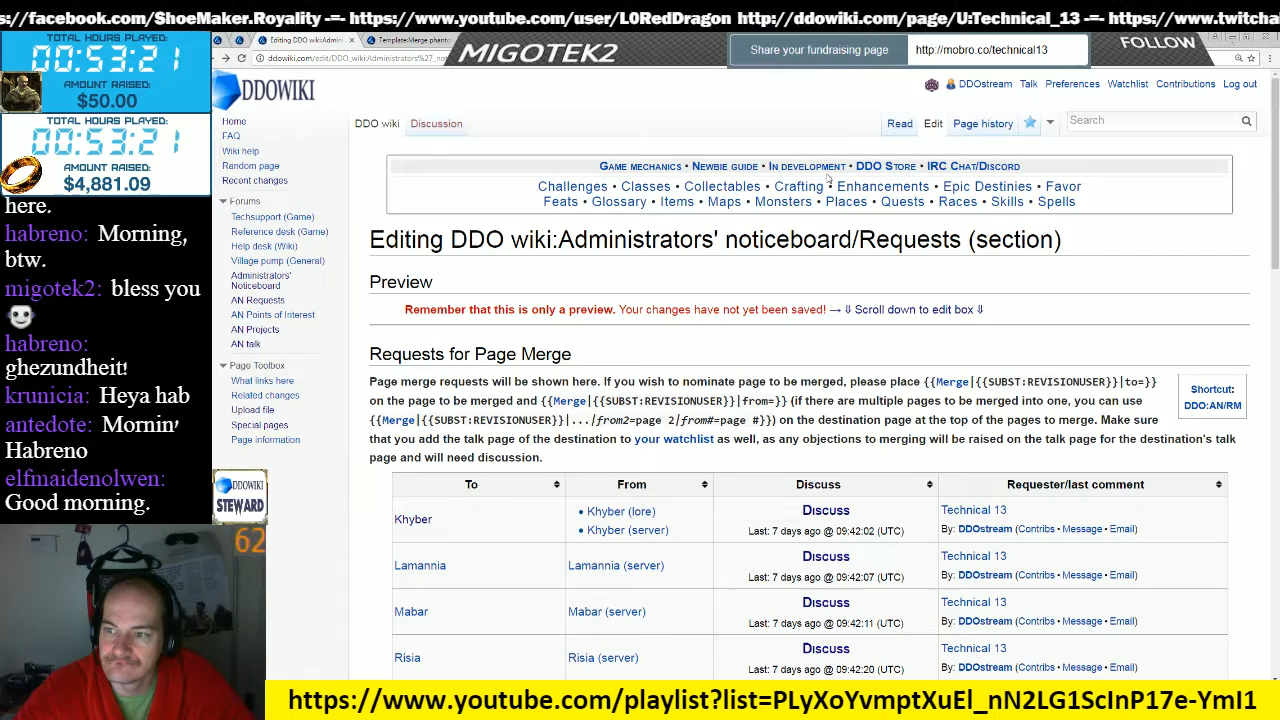 s://facebook.com/$hoeMaker.Royality -=- https://www.youtube.com/user/L0RedDragon http://ddowiki.com/page/U:Technical_13 -=- https://www.twitcha
TOTAL HOURS PLAYED:
00:53:21
AMOUNT RAISED:
$50.00
TOTAL HOURS PLAYED:
00:53:21
AMOUNT RAISED:
$4,881.09
here.
habreno: Morning,
btw.
migotek2: bless you
habreno:
ghezundheit!
krunicia: Heya hab
antedote: Mornin'
Habreno
elfmaidenolwen:
Good morning.
62
Editing DDO wiki:Admini
Template:Merge phant
ddowiki.com/edit/DDO_wiki:Administrators%27_no
MIGOTEK2
Share your fundraising page
http://mobro.co/technical13
FOLLOW
DDOWIKI
DDOstream Talk Preferences Watchlist Contributions Log out
DDO wiki Discussion
Read Edit Page history
Search
Home
FAQ
Wiki help
Random page
Recent changes
Forums
Techsupport (Game)
Reference desk (Game)
Help desk (Wiki)
Village pump (General)
Administrators'
Noticeboard
AN Requests
AN Points of Interest
AN Projects
AN talk
Page Toolbox
What links here
Related changes
Upload file
Special pages
Page information
DDOWIKI
STEWARD
Game mechanics • Newbie guide • In development • DDO Store • IRC Chat/Discord
Challenges • Classes • Collectables • Crafting • Enhancements • Epic Destinies • Favor
Feats • Glossary • Items • Maps • Monsters • Places • Quests • Races • Skills • Spells
Editing DDO wiki:Administrators' noticeboard/Requests (section)
Preview
Remember that this is only a preview. Your changes have not yet been saved! → ⇓ Scroll down to edit box ⇓
Requests for Page Merge
Page merge requests will be shown here. If you wish to nominate page to be merged, please place {{Merge|{{SUBST:REVISIONUSER}}|to=}}
on the page to be merged and {{Merge|{{SUBST:REVISIONUSER}}|from=}} (if there are multiple pages to be merged into one, you can use
{{Merge|{{SUBST:REVISIONUSER}}|...|from2=page 2|from#=page #}}) on the destination page at the top of the pages to merge. Make sure
that you add the talk page of the destination to your watchlist as well, as any objections to merging will be raised on the talk page for the destination's talk
page and will need discussion.
Shortcut:
DDO:AN/RM
To From Discuss Requester/last comment
Khyber
Khyber (lore)
Khyber (server)
Discuss
Last: 7 days ago @ 09:42:02 (UTC)
Technical 13
By: DDOstream (Contribs • Message • Email)
Lamannia
Lamannia (server)
Discuss
Last: 7 days ago @ 09:42:07 (UTC)
Technical 13
By: DDOstream (Contribs • Message • Email)
Mabar
Mabar (server)
Discuss
Last: 7 days ago @ 09:42:11 (UTC)
Technical 13
By: DDOstream (Contribs • Message • Email)
Risia
Risia (server)
Discuss
Last: 7 days ago @ 09:42:20 (UTC)
Technical 13
By: DDOstream (Contribs • Message • Email)
https://www.youtube.com/playlist?list=PLyXoYvmptXuEl_nN2LG1ScInP17e-YmI1